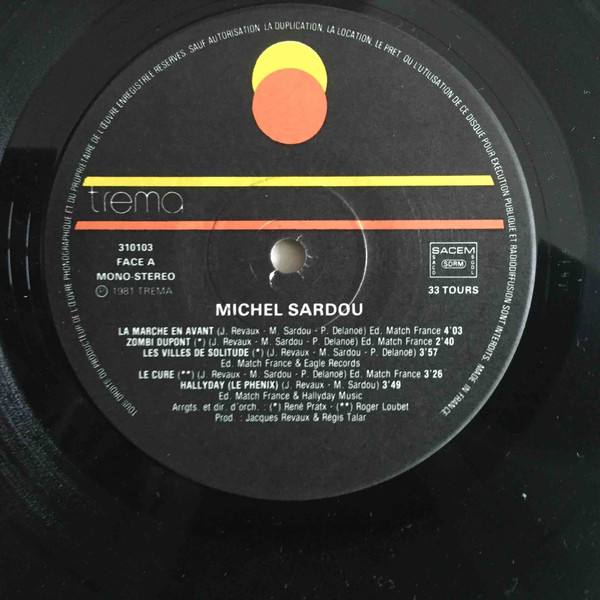 TOUS DROITS DU PRODUCTEUR DE L'ŒUVRE PHONOGRAPHIQUE ET DU PROPRIETAIRE DE L'ŒUVRE ENREGISTREE RESERVES. SAUF AUTORISATION, LA DUPLICATION, LA LOCATION, LE PRET, OU L'UTILISATION DE CE DISQUE POUR EXECUTION PUBLIQUE ET RADIODIFFUSION SONT INTERDITS. MADE IN FRANCE.
trema
310103
FACE A
MONO-STEREO
℗ 1981 TREMA
SACEM
SACD SDRM SGDL
33 TOURS
MICHEL SARDOU
LA MARCHE EN AVANT (J. Revaux - M. Sardou - P. Delanoë) Ed. Match France 4'03
ZOMBI DUPONT (*) (J. Revaux - M. Sardou - P. Delanoë) Ed. Match France 2'40
LES VILLES DE SOLITUDE (*) (J. Revaux - M. Sardou - P. Delanoë) 3'57
Ed. Match France & Eagle Records
LE CURE (**) (J. Revaux - M. Sardou - P. Delanoë) Ed. Match France 3'26
HALLYDAY (LE PHENIX) (J. Revaux - M. Sardou) 3'49
Ed. Match France & Hallyday Music
Arrgts. et dir. d'orch. : (*) René Pratx - (**) Roger Loubet
Prod. : Jacques Revaux & Régis Talar